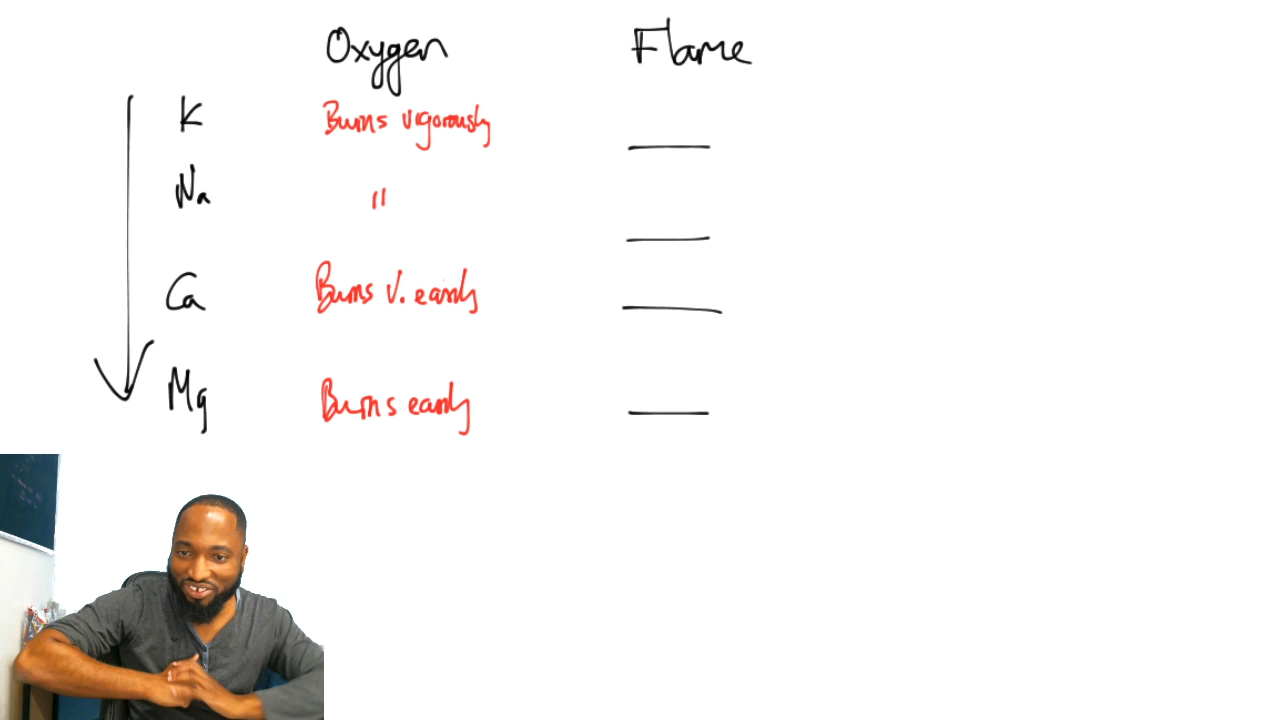 Oxygen Flame
K Burns vigorously
Na "
Ca Burns V. easily
Mg Burns easily